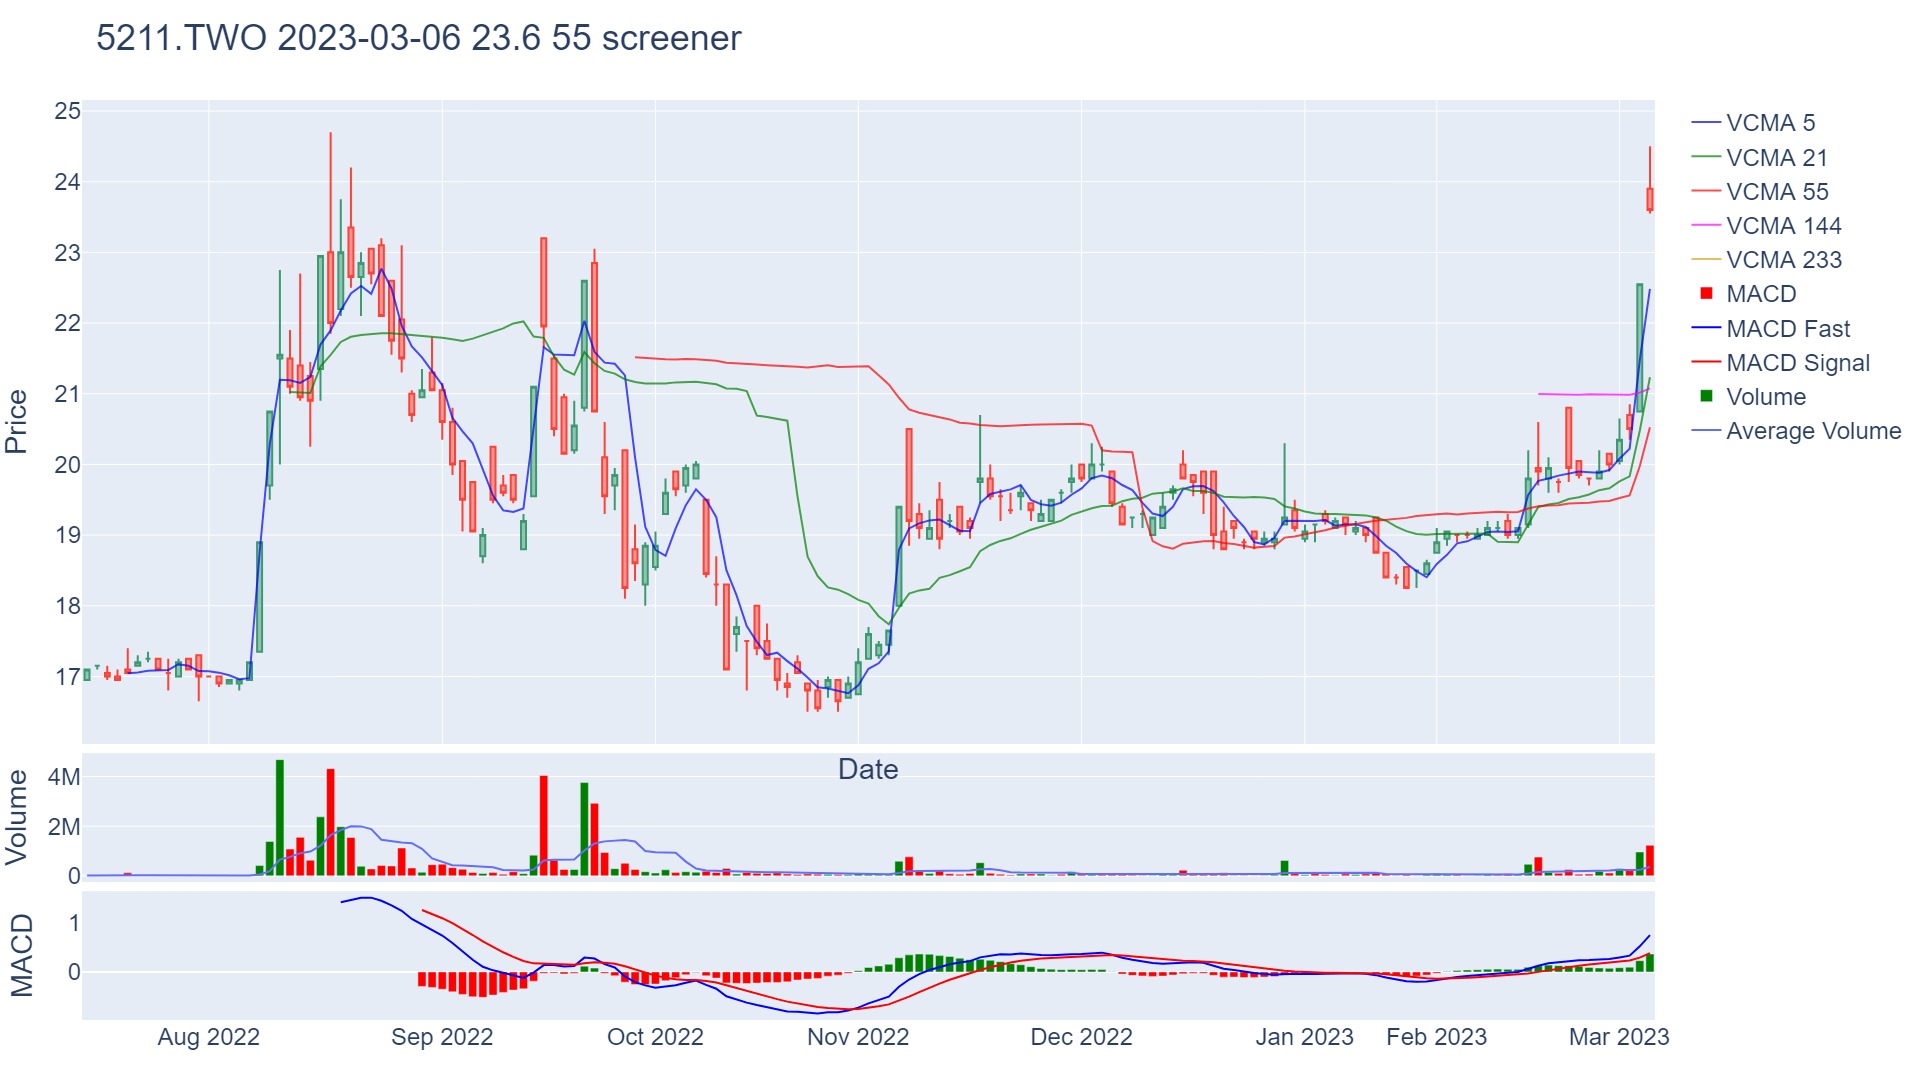 5211.TWO 2023-03-06 23.6 55 screener
25
24
23
22
21
20
19
18
17
Price
VCMA 5
VCMA 21
VCMA 55
VCMA 144
VCMA 233
MACD
MACD Fast
MACD Signal
Volume
Average Volume
Date
4M
2M
0
Volume
1
0
MACD
Aug 2022
Sep 2022
Oct 2022
Nov 2022
Dec 2022
Jan 2023
Feb 2023
Mar 2023